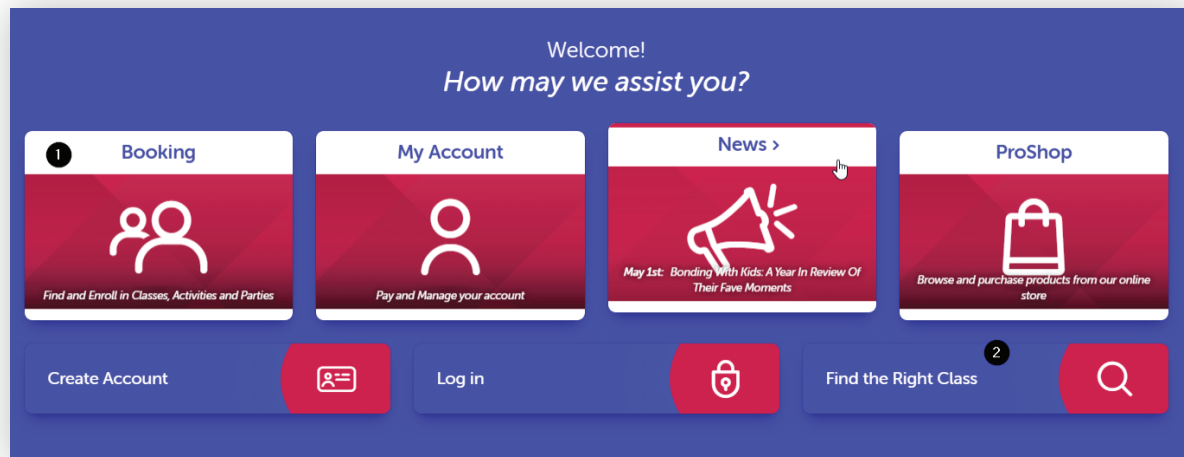 Welcome!
How may we assist you?
1
Booking
Find and Enroll in Classes, Activities and Parties
My Account
Pay and Manage your account
News ›
May 1st: Bonding With Kids: A Year In Review Of
Their Fave Moments
ProShop
Browse and purchase products from our online
store
Create Account
Log in
Find the Right Class
2